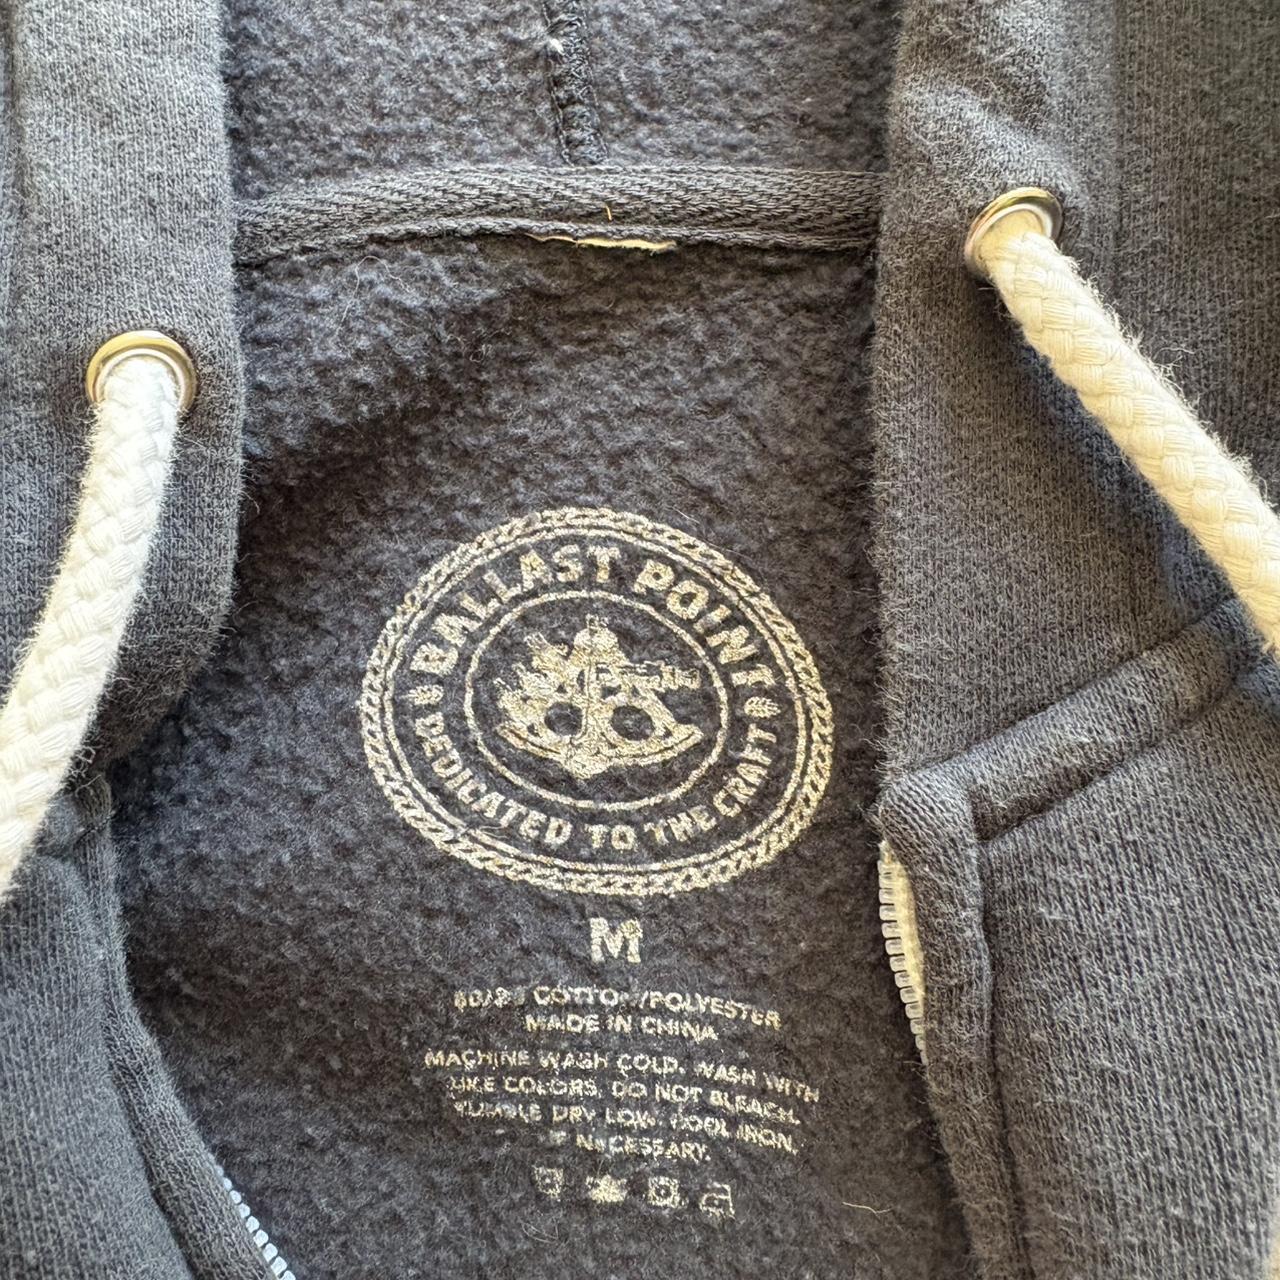 BALLAST POINT
DEDICATED TO THE CRAFT
M
COTTON/POLYESTER
MADE IN CHINA
MACHINE WASH COLD. WASH WITH
LIKE COLORS. DO NOT BLEACH.
TUMBLE DRY LOW. COOL IRON,
IF NECESSARY.